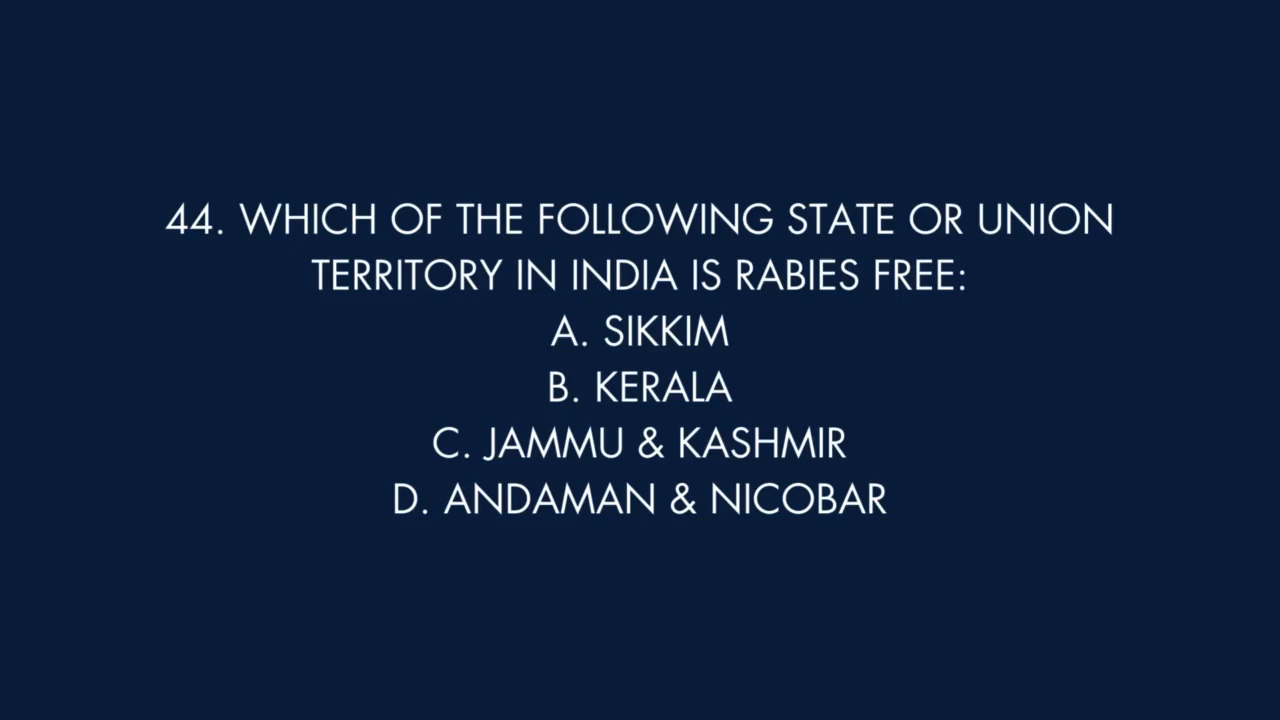 44. WHICH OF THE FOLLOWING STATE OR UNION
TERRITORY IN INDIA IS RABIES FREE:
A. SIKKIM
B. KERALA
C. JAMMU & KASHMIR
D. ANDAMAN & NICOBAR